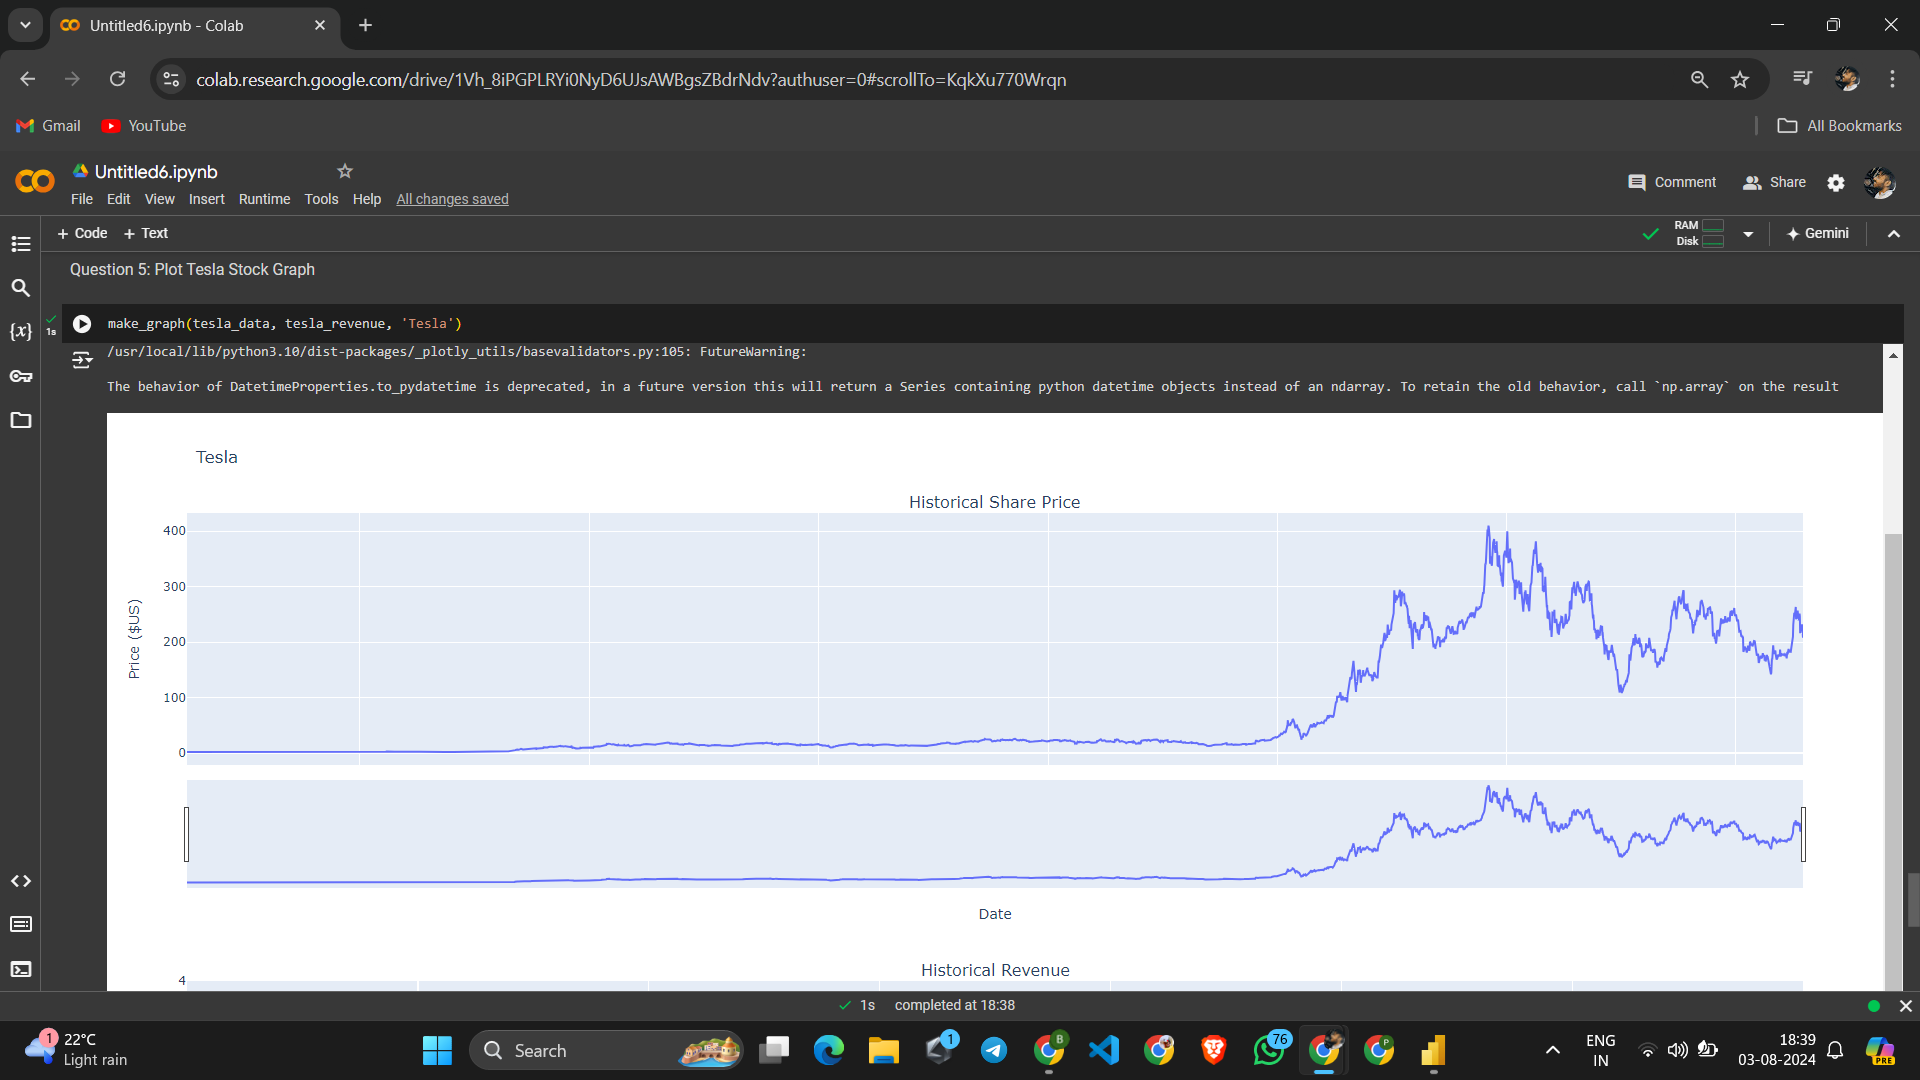 Untitled6.ipynb - Colab
colab.research.google.com/drive/1Vh_8iPGPLRYi0NyD6UJsAWBgsZBdrNdv?authuser=0#scrollTo=KqkXu770Wrqn
Gmail YouTube All Bookmarks
Untitled6.ipynb
File Edit View Insert Runtime Tools Help All changes saved
Comment Share
+ Code + Text
RAM
Disk
Gemini
Question 5: Plot Tesla Stock Graph
1s
make_graph(tesla_data, tesla_revenue, 'Tesla')
/usr/local/lib/python3.10/dist-packages/_plotly_utils/basevalidators.py:105: FutureWarning:
The behavior of DatetimeProperties.to_pydatetime is deprecated, in a future version this will return a Series containing python datetime objects instead of an ndarray. To retain the old behavior, call `np.array` on the result
Tesla
Historical Share Price
400
300
200
100
0
Price ($US)
Date
Historical Revenue
4
1s completed at 18:38
1
22°C
Light rain
Search
1
B
76
P
ENG
IN
18:39
03-08-2024
PRE